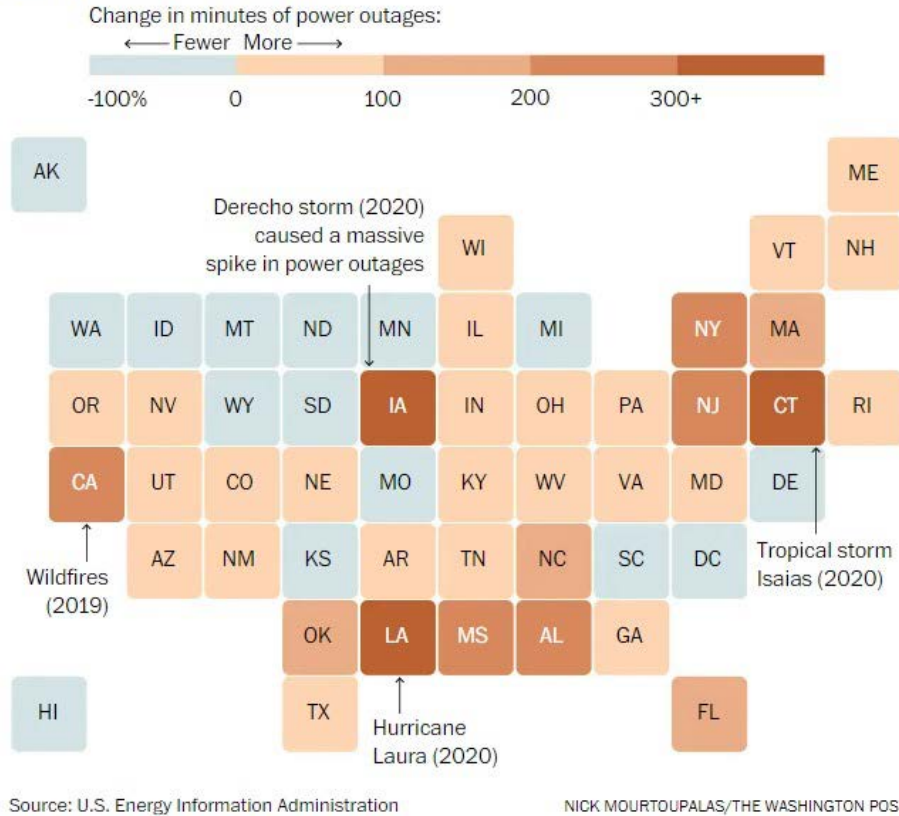 Change in minutes of power outages:
Fewer More
-100% 0 100 200 300+
AK ME
Derecho storm (2020)
caused a massive
spike in power outages
WI VT NH
WA ID MT ND MN IL MI NY MA
OR NV WY SD IA IN OH PA NJ CT RI
CA UT CO NE MO KY WV VA MD DE
AZ NM KS AR TN NC SC DC
Wildfires
(2019)
Tropical storm
Isaias (2020)
OK LA MS AL GA
HI TX FL
Hurricane
Laura (2020)
Source: U.S. Energy Information Administration
NICK MOURTOUPALAS/THE WASHINGTON POS